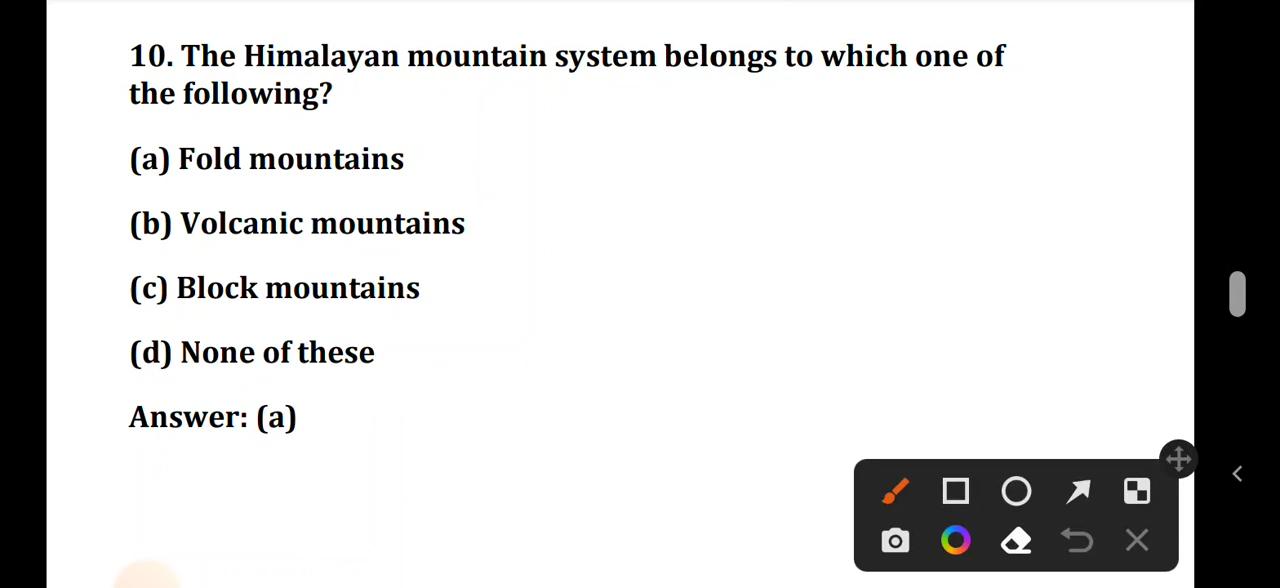 10. The Himalayan mountain system belongs to which one of
the following?
(a) Fold mountains
(b) Volcanic mountains
(c) Block mountains
(d) None of these
Answer: (a)